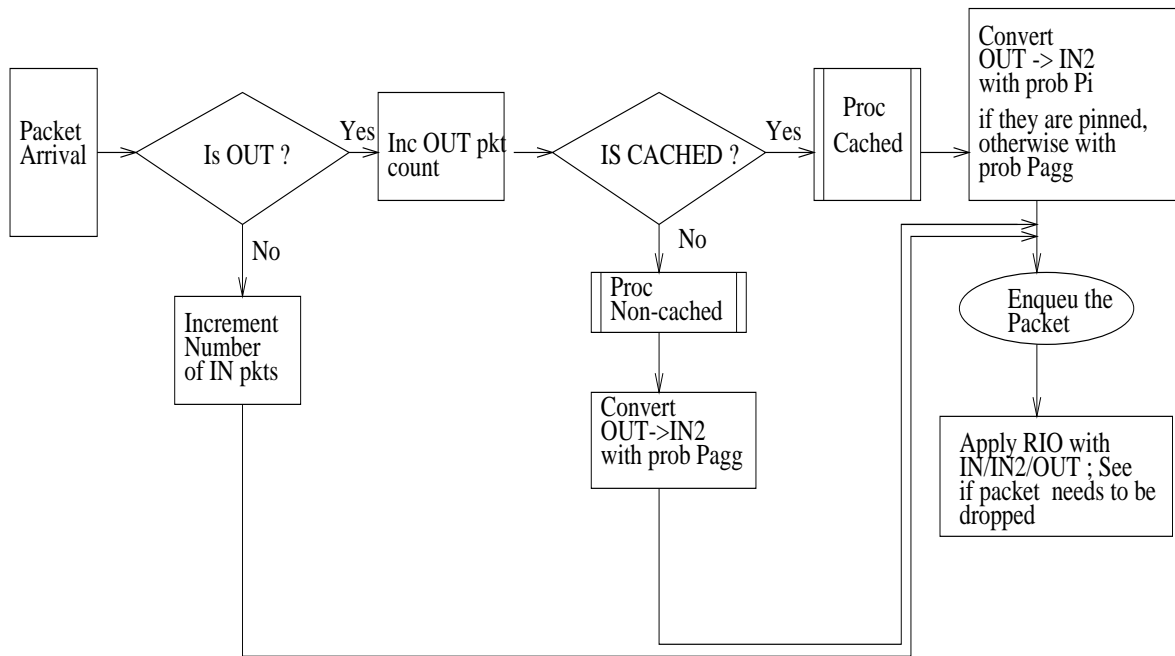 Packet
Arrival
Is OUT ?
Yes
Inc OUT pkt
count
IS CACHED ?
Yes
Proc
Cached
Convert
OUT -> IN2
with prob Pi
if they are pinned,
otherwise with
prob Pagg
No
Increment
Number
of IN pkts
No
Proc
Non-cached
Convert
OUT->IN2
with prob Pagg
Enqueu the
Packet
Apply RIO with
IN/IN2/OUT ; See
if packet needs to be
dropped